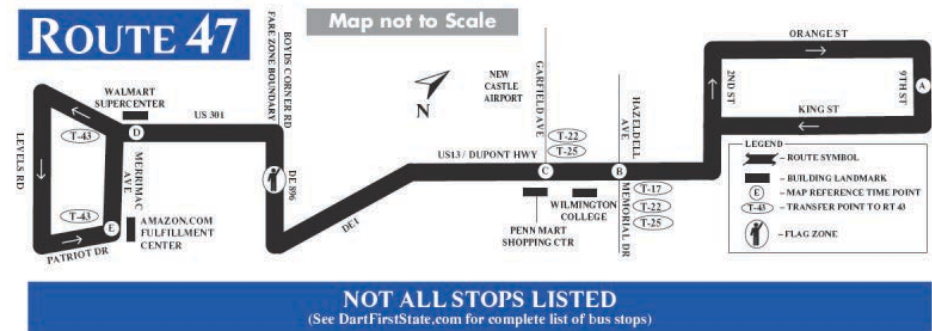 ROUTE 47
Map not to Scale
ORANGE ST
2ND ST
9TH ST
A
KING ST
BOYDS CORNER RD
FARE ZONE BOUNDARY
WALMART
SUPERCENTER
US 301
D
T-43
LEVELS RD
MERRIMAC
AVE
T-43
E
AMAZON.COM
FULFILLMENT
CENTER
PATRIOT DR
DE 896
DE1
N
NEW
CASTLE
AIRPORT
GARFIELD AVE
HAZELDELL
AVE
T-22
T-25
US13 / DUPONT HWY
C
B
PENN MART
SHOPPING CTR
WILMINGTON
COLLEGE
MEMORIAL DR
T-17
T-22
T-25
LEGEND
– ROUTE SYMBOL
– BUILDING LANDMARK
E – MAP REFERENCE TIME POINT
T-43 – TRANSFER POINT TO RT 43
– FLAG ZONE
NOT ALL STOPS LISTED
(See DartFirstState.com for complete list of bus stops)